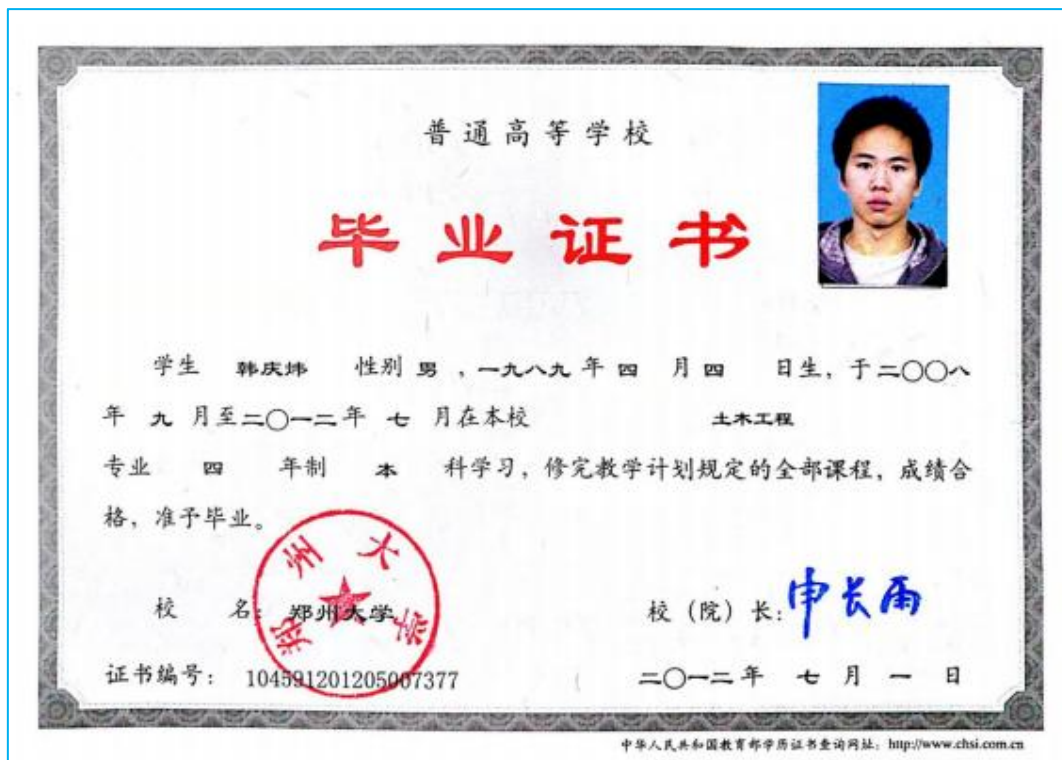 普通高等学校
毕业证书
学生 韩庆炜 性别 男 ，一九八九 年 四 月 四 日生，于二〇〇八
年 九 月至二〇一二年 七 月在本校 土木工程
专业 四 年制 本 科学习，修完教学计划规定的全部课程，成绩合
格，准予毕业。
郑州大学
校 名：郑州大学 校（院）长：申长雨
证书编号： 104591201205007377 二〇一二年 七 月 一 日
中华人民共和国教育部学历证书查询网址：http://www.chsi.com.cn